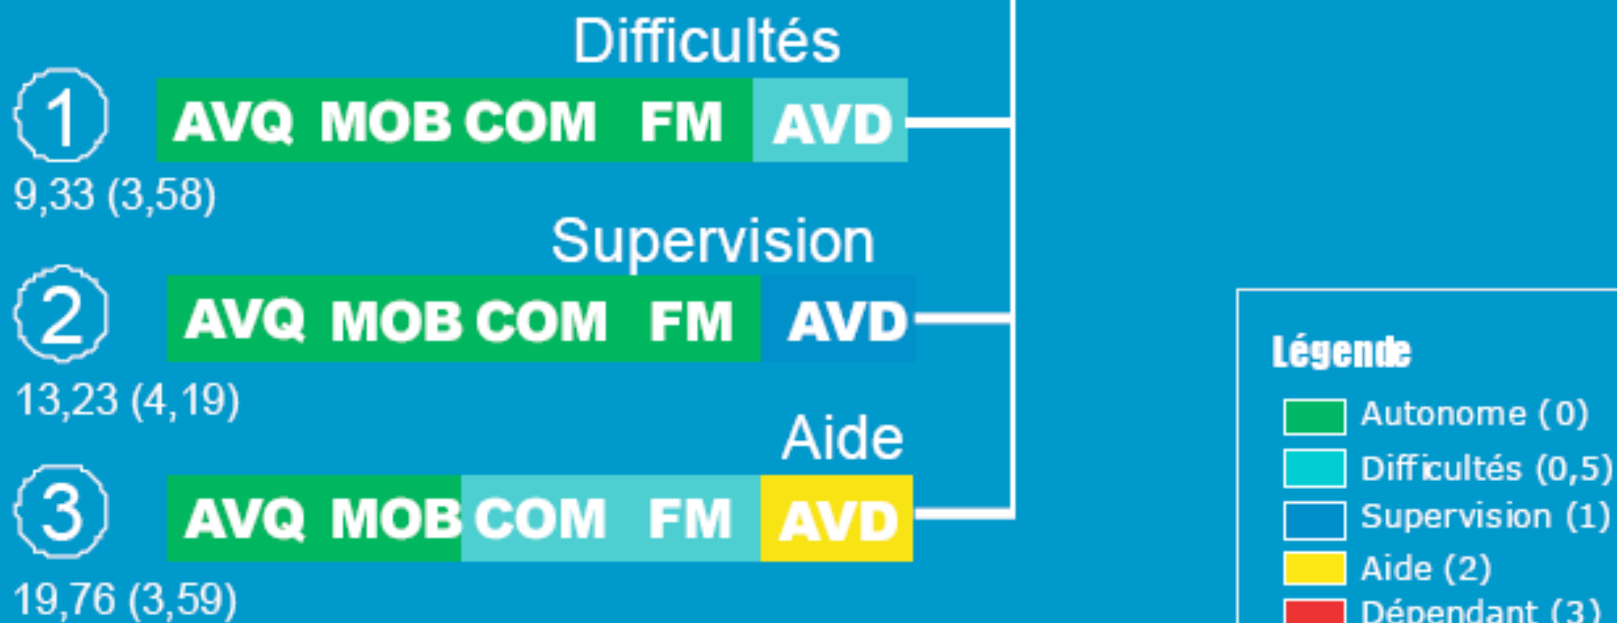 Difficultés
1 AVQ MOB COM FM AVD
9,33 (3,58)
Supervision
2 AVQ MOB COM FM AVD
13,23 (4,19)
Aide
3 AVQ MOB COM FM AVD
19,76 (3,59)
Légende
Autonome (0)
Difficultés (0,5)
Supervision (1)
Aide (2)
Dépendant (3)